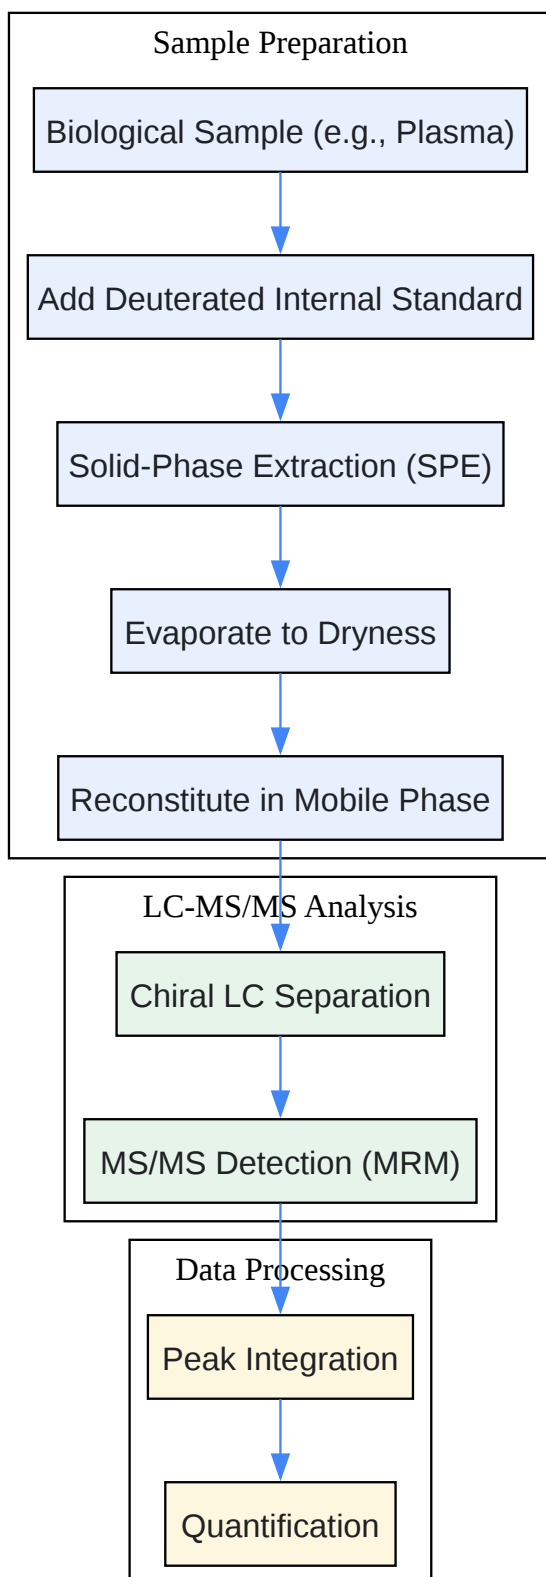 Sample Preparation
Biological Sample (e.g., Plasma)
Add Deuterated Internal Standard
Solid-Phase Extraction (SPE)
Evaporate to Dryness
Reconstitute in Mobile Phase
LC-MS/MS Analysis
Chiral LC Separation
MS/MS Detection (MRM)
Data Processing
Peak Integration
Quantification